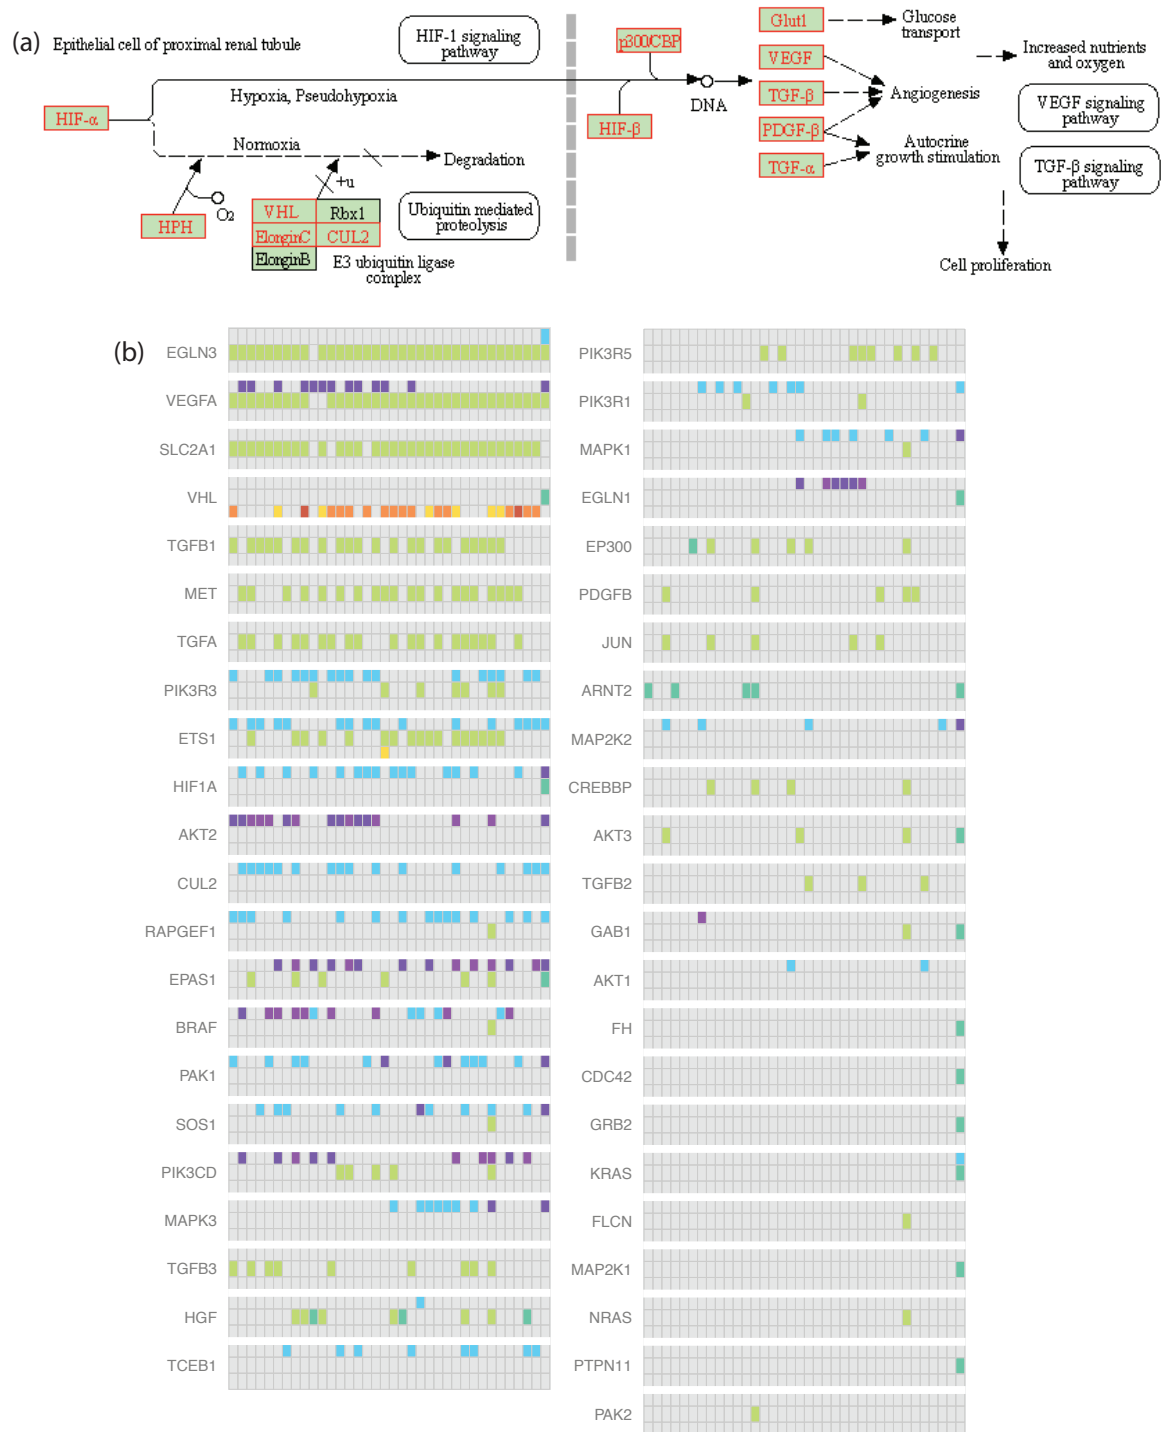 (a)
Epithelial cell of proximal renal tubule
HIF-1 signaling
pathway
p300/CBP
Glut1
Glucose
transport
VEGF
Increased nutrients
and oxygen
Hypoxia, Pseudohypoxia
DNA
TGF-β
Angiogenesis
VEGF signaling
pathway
HIF-α
HIF-β
PDGF-β
Normoxia
Degradation
Autocrine
growth stimulation
TGF-α
TGF-β signaling
pathway
+u
O2
HPH
VHL
Rbx1
ElonginC
CUL2
ElonginB
Ubiquitin mediated
proteolysis
E3 ubiquitin ligase
complex
Cell proliferation
(b)
EGLN3
VEGFA
SLC2A1
VHL
TGFB1
MET
TGFA
PIK3R3
ETS1
HIF1A
AKT2
CUL2
RAPGEF1
EPAS1
BRAF
PAK1
SOS1
PIK3CD
MAPK3
TGFB3
HGF
TCEB1
PIK3R5
PIK3R1
MAPK1
EGLN1
EP300
PDGFB
JUN
ARNT2
MAP2K2
CREBBP
AKT3
TGFB2
GAB1
AKT1
FH
CDC42
GRB2
KRAS
FLCN
MAP2K1
NRAS
PTPN11
PAK2